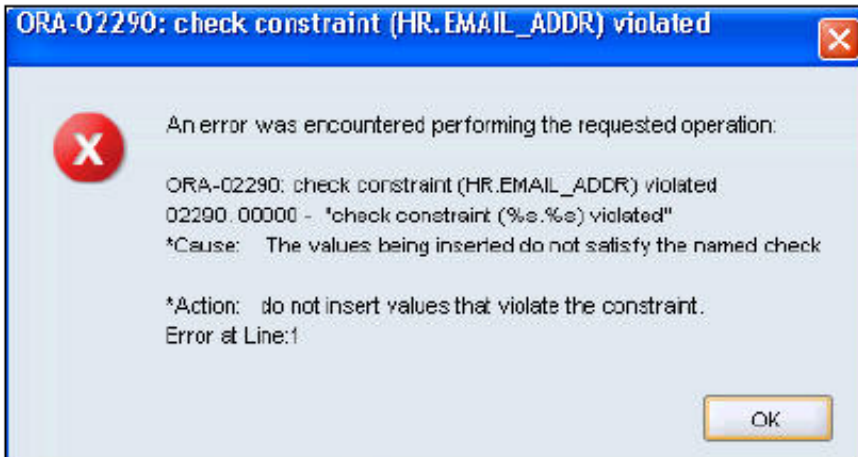 ORA-02290: check constraint (HR.EMAIL_ADDR) violated
An error was encountered performing the requested operation:
ORA-02290: check constraint (HR.EMAIL_ADDR) violated
02290.00000 - "check constraint (%s.%s) violated"
*Cause: The values being inserted do not satisfy the named check
*Action: do not insert values that violate the constraint.
Error at Line:1
OK